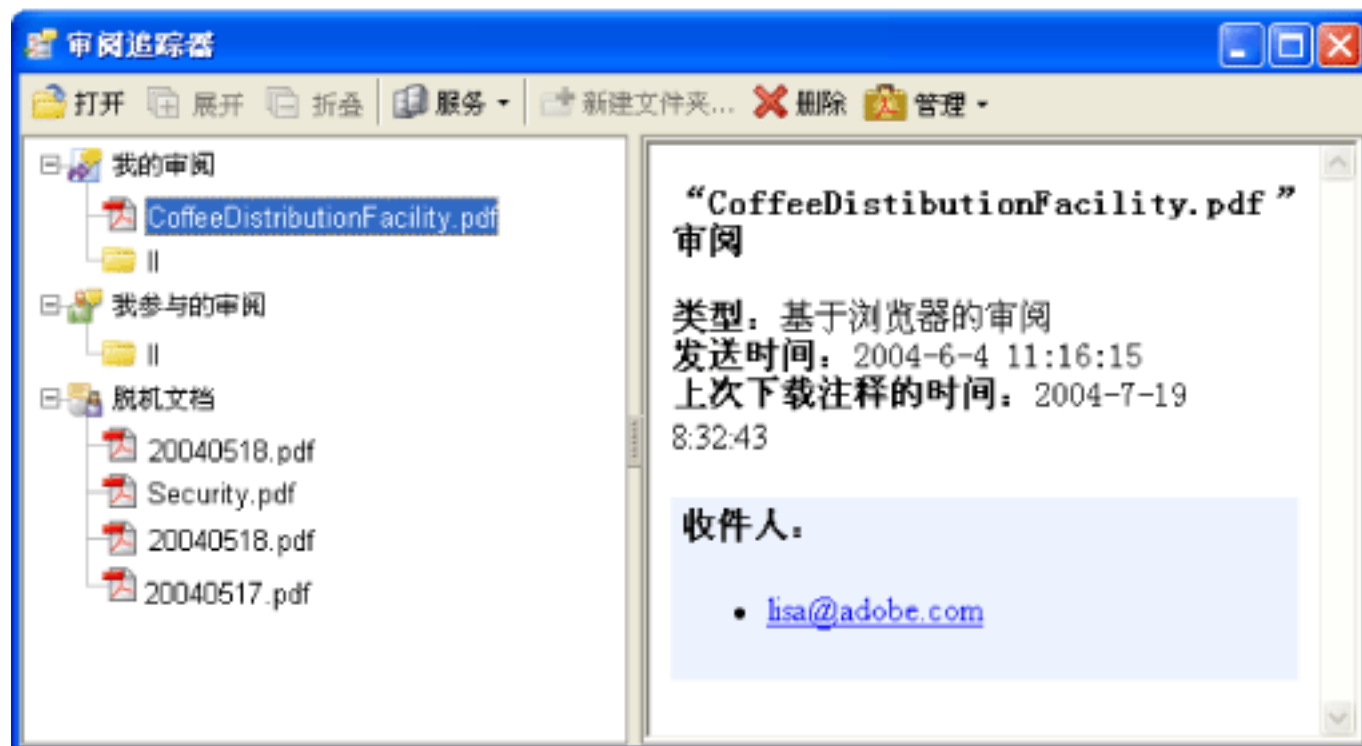 审阅追踪器
打开 展开 折叠 服务 新建文件夹... 删除 管理
我的审阅
CoffeeDistributionFacility.pdf
||
我参与的审阅
||
脱机文档
20040518.pdf
Security.pdf
20040518.pdf
20040517.pdf
“CoffeeDistibutionFacility.pdf”
审阅
类型：基于浏览器的审阅
发送时间：2004-6-4 11:16:15
上次下载注释的时间：2004-7-19
8:32:43
收件人：
• lisa@adobe.com